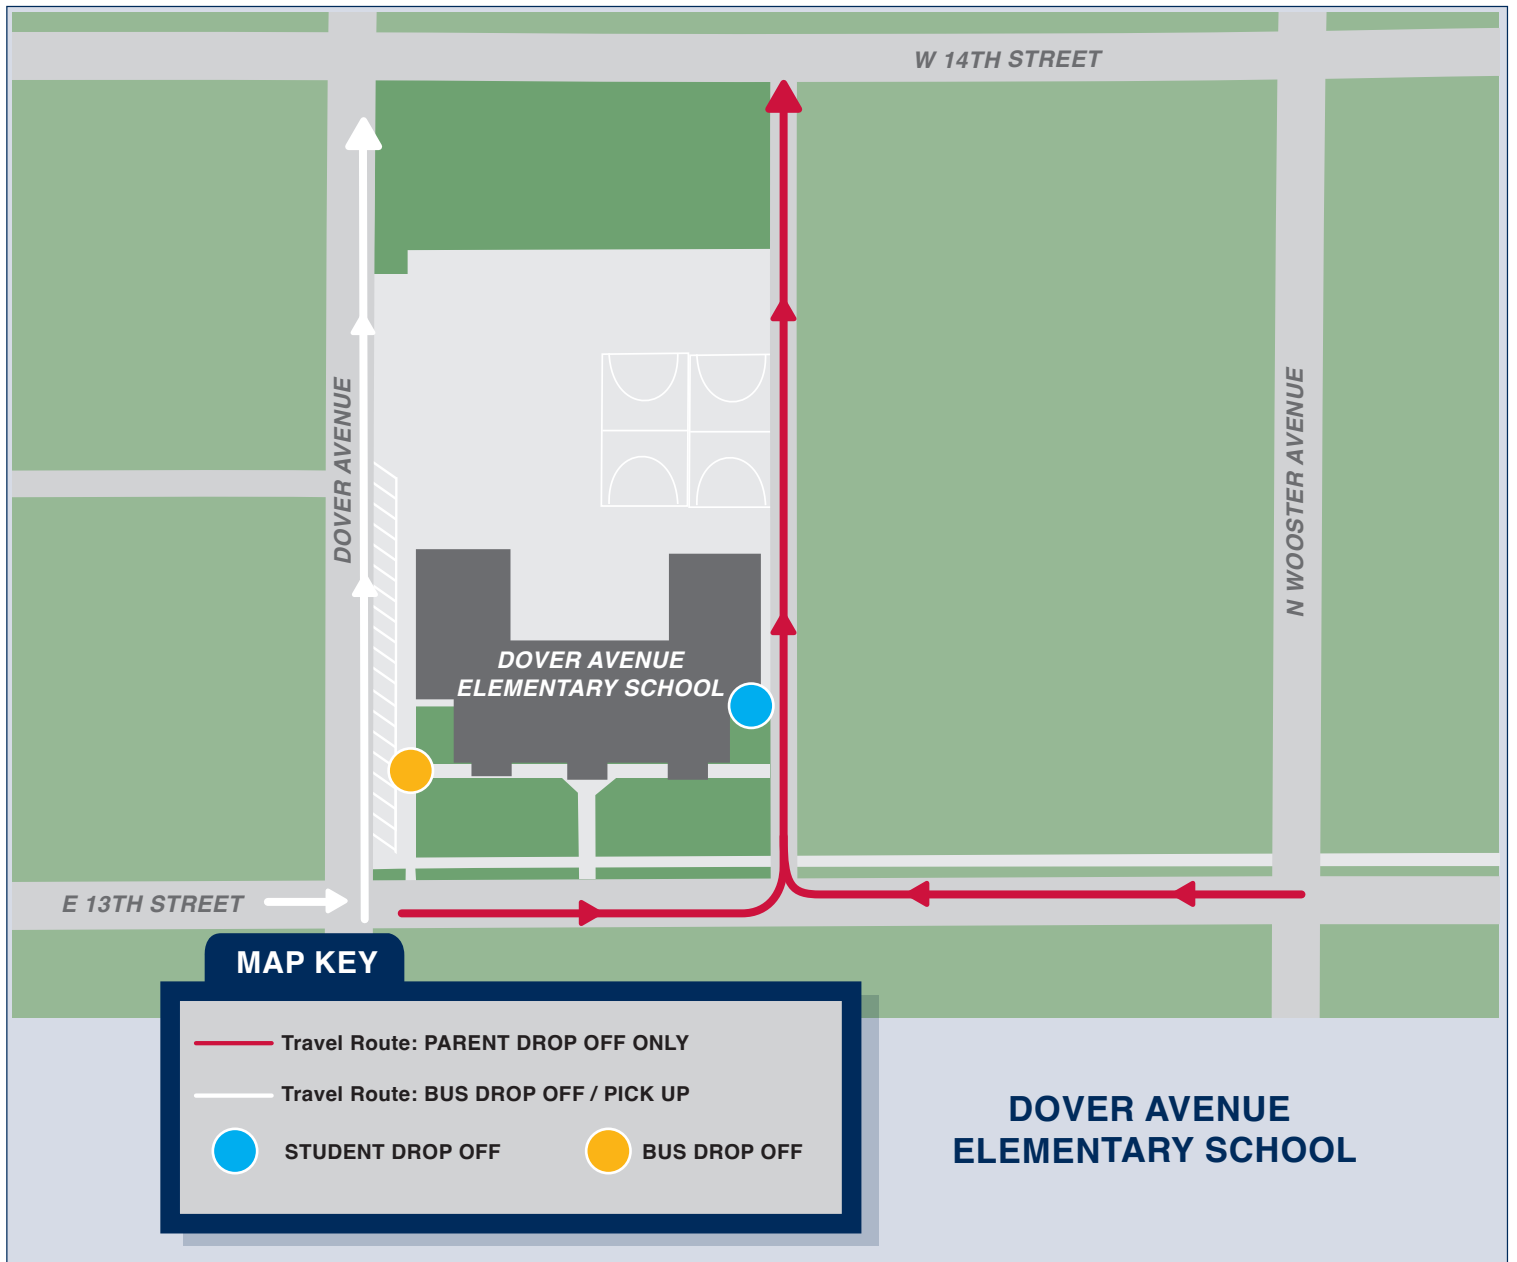 W 14TH STREET
DOVER AVENUE
N WOOSTER AVENUE
DOVER AVENUE
ELEMENTARY SCHOOL
E 13TH STREET
MAP KEY
Travel Route: PARENT DROP OFF ONLY
Travel Route: BUS DROP OFF / PICK UP
STUDENT DROP OFF
BUS DROP OFF
DOVER AVENUE
ELEMENTARY SCHOOL